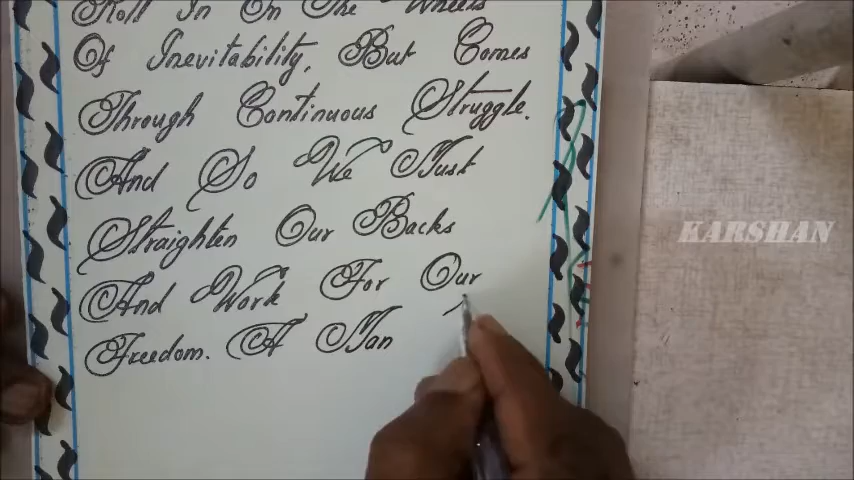 Roll In On The Wheels
Of Inevitability, But Comes
Through Continuous Struggle.
And So We Must
Straighten Our Backs
And Work For Our
Freedom. A Man
KARSHAN